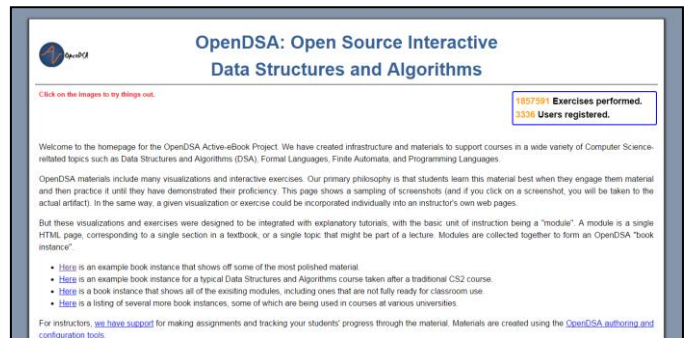 OpenDSA
OpenDSA: Open Source Interactive
Data Structures and Algorithms
Click on the images to try things out.
1857591 Exercises performed.
3336 Users registered.
Welcome to the homepage for the OpenDSA Active-eBook Project. We have created infrastructure and materials to support courses in a wide variety of Computer Science-
reltated topics such as Data Structures and Algorithms (DSA), Formal Languages, Finite Automata, and Programming Languages.
OpenDSA materials include many visualizations and interactive exercises. Our primary philosophy is that students learn this material best when they engage them material
and then practice it until they have demonstrated their proficiency. This page shows a sampling of screenshots (and if you click on a screenshot, you will be taken to the
actual artifact). In the same way, a given visualization or exercise could be incorporated individually into an instructor's own web pages.
But these visualizations and exercises were designed to be integrated with explanatory tutorials, with the basic unit of instruction being a "module". A module is a single
HTML page, corresponding to a single section in a textbook, or a single topic that might be part of a lecture. Modules are collected together to form an OpenDSA "book
instance".
• Here is an example book instance that shows off some of the most polished material.
• Here is an example book instance for a typical Data Structures and Algorithms course taken after a traditional CS2 course.
• Here is a book instance that shows all of the exisiting modules, including ones that are not fully ready for classroom use.
• Here is a listing of several more book instances, some of which are being used in courses at various universities.
For instructors, we have support for making assignments and tracking your students' progress through the material. Materials are created using the OpenDSA authoring and
configuration tools.